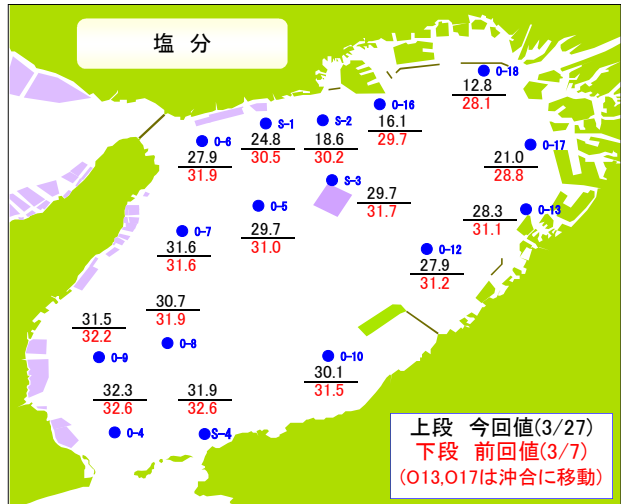 塩 分
O-18
12.8
28.1
O-16
16.1
29.7
S-1
24.8
30.5
S-2
18.6
30.2
O-6
27.9
31.9
O-17
21.0
28.8
S-3
29.7
31.7
O-5
29.7
31.0
O-13
28.3
31.1
O-7
31.6
31.6
O-12
27.9
31.2
30.7
31.9
O-8
31.5
32.2
O-9
O-10
30.1
31.5
32.3
32.6
O-4
31.9
32.6
S-4
上段 今回値(3/27)
下段 前回値(3/7)
(O13,O17は沖合に移動)